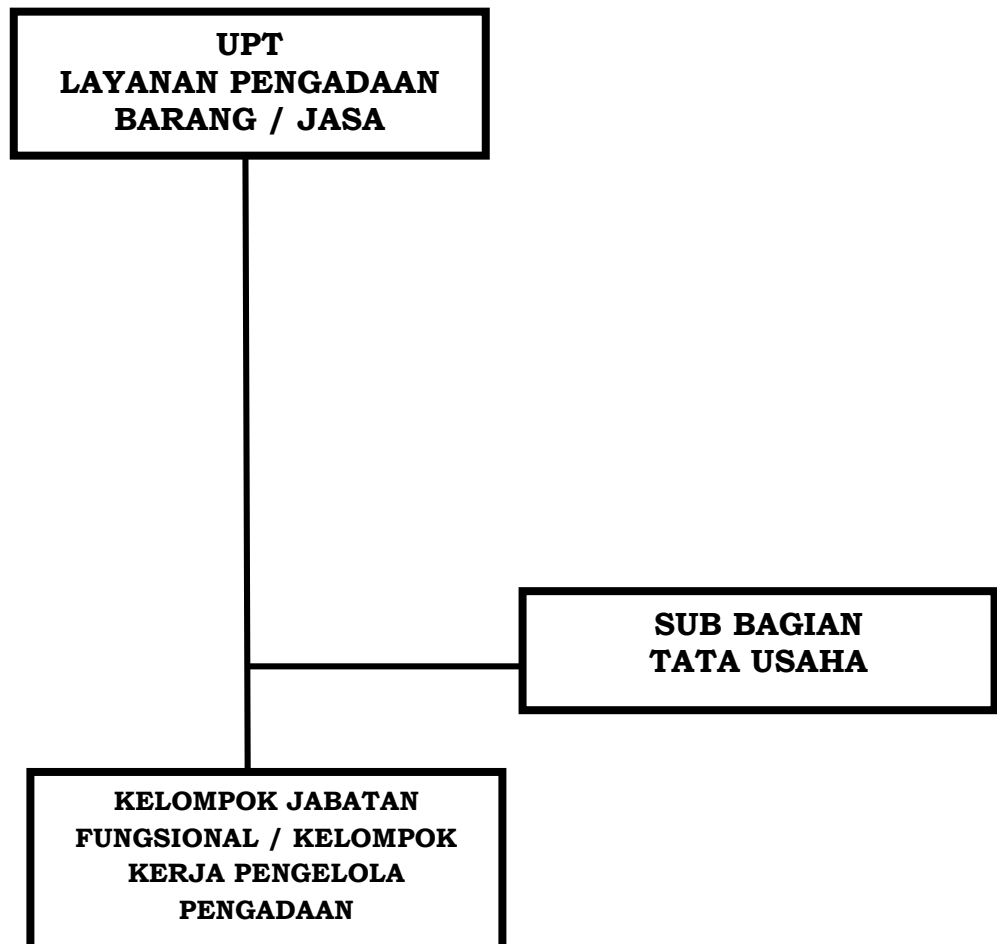 UPT
LAYANAN PENGADAAN
BARANG / JASA
SUB BAGIAN
TATA USAHA
KELOMPOK JABATAN
FUNGSIONAL / KELOMPOK
KERJA PENGELOLA
PENGADAAN